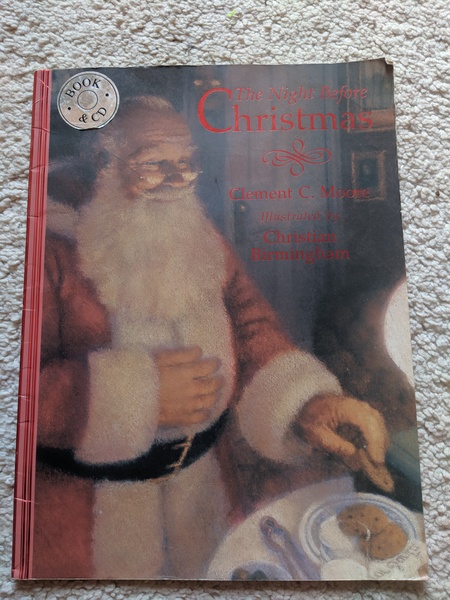 BOOK
& CD
The Night Before
Christmas
Clement C. Moore
Illustrated by
Christian
Birmingham